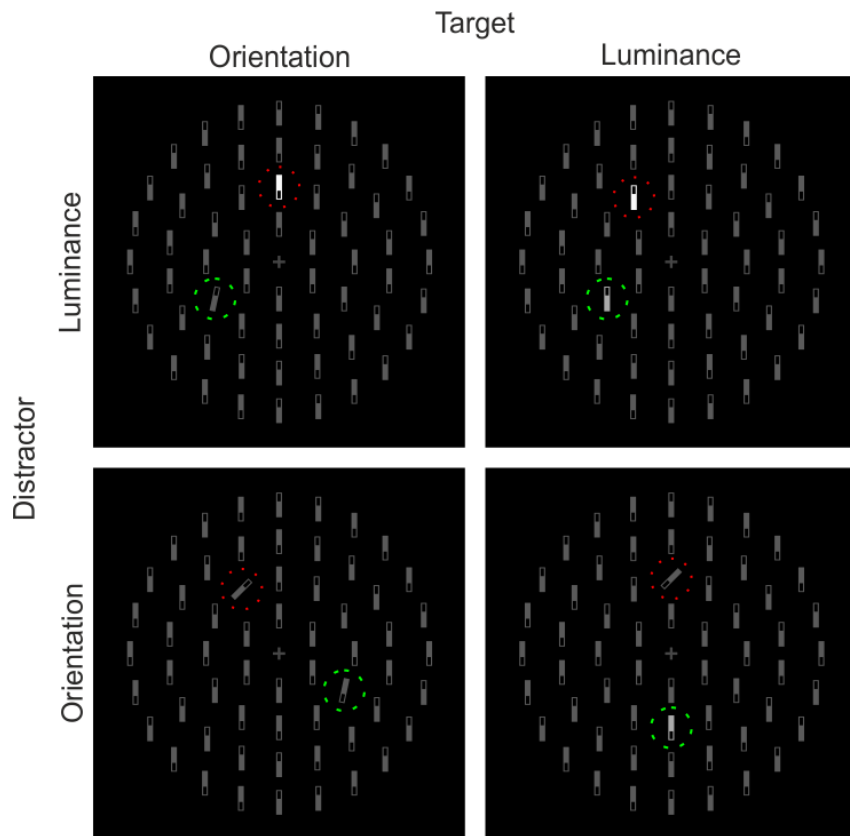 Target
Orientation
Luminance
Distractor
Luminance
Orientation